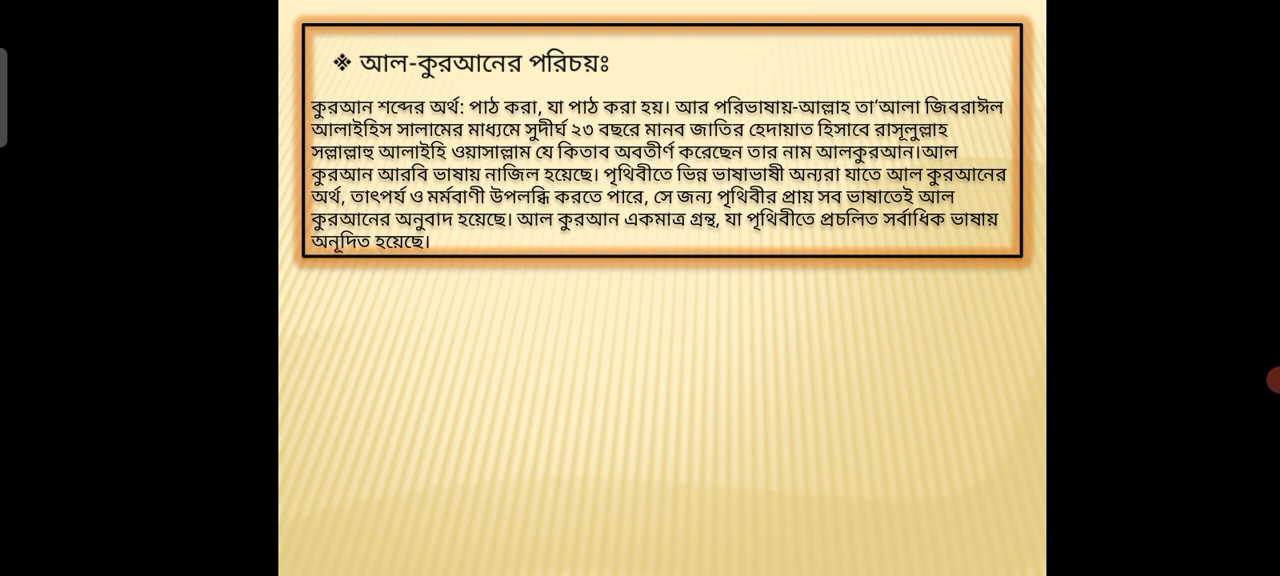 ❖ আল-কুরআনের পরিচয়ঃ
কুরআন শব্দের অর্থ: পাঠ করা, যা পাঠ করা হয়। আর পরিভাষায়-আল্লাহ তা’আলা জিবরাঈল
আলাইহিস সালামের মাধ্যমে সুদীর্ঘ ২৩ বছরে মানব জাতির হেদায়াত হিসাবে রাসূলুল্লাহ
সল্লাল্লাহু আলাইহি ওয়াসাল্লাম যে কিতাব অবতীর্ণ করেছেন তার নাম আলকুরআন।আল
কুরআন আরবি ভাষায় নাজিল হয়েছে। পৃথিবীতে ভিন্ন ভাষাভাষী অন্যরা যাতে আল কুরআনের
অর্থ, তাৎপর্য ও মর্মবাণী উপলব্ধি করতে পারে, সে জন্য পৃথিবীর প্রায় সব ভাষাতেই আল
কুরআনের অনুবাদ হয়েছে। আল কুরআন একমাত্র গ্রন্থ, যা পৃথিবীতে প্রচলিত সর্বাধিক ভাষায়
অনূদিত হয়েছে।